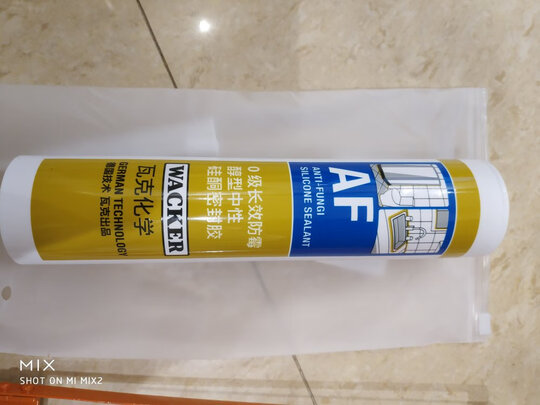 AF
ANTI-FUNGI
SILICONE SEALANT
0级长效防霉
醇型中性
硅酮密封胶
WACKER
瓦克化学
GERMAN TECHNOLOGY
德国技术 瓦克出品
MIX
SHOT ON MI MIX2